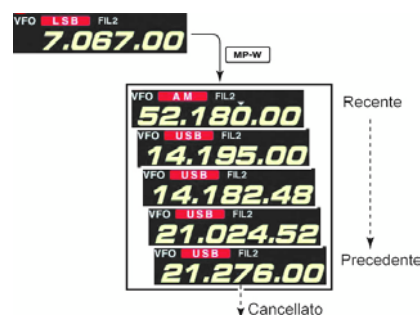 VFO LSB FIL2
7.067.00
MP-W
VFO AM FIL2
52.180.00
Recente
VFO USB FIL2
14.195.00
VFO USB FIL2
14.182.48
VFO USB FIL2
21.024.52
VFO USB FIL2
21.276.00
Precedente
Cancellato